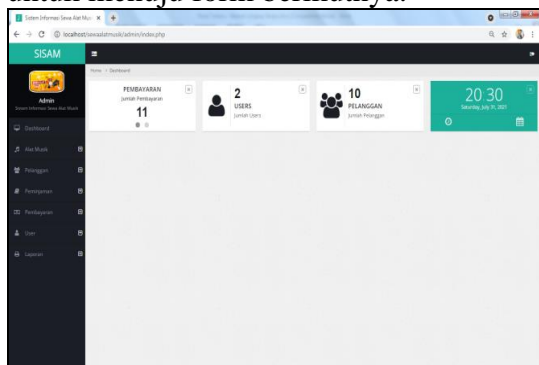 untuk menuju form berikutnya.
Sistem Informasi Sewa Alat Mus
localhost/sewaalatmusik/admin/index.php
SISAM
Home > Dashboard
Admin
Sistem Informasi Sewa Alat Musik
Dashboard
Alat Musik
Pelanggan
Peminjaman
Pembayaran
User
Laporan
PEMBAYARAN
Jumlah Pembayaran
11
2
USERS
Jumlah Users
10
PELANGGAN
Jumlah Pelanggan
20:30
Saturday, July 31, 2021